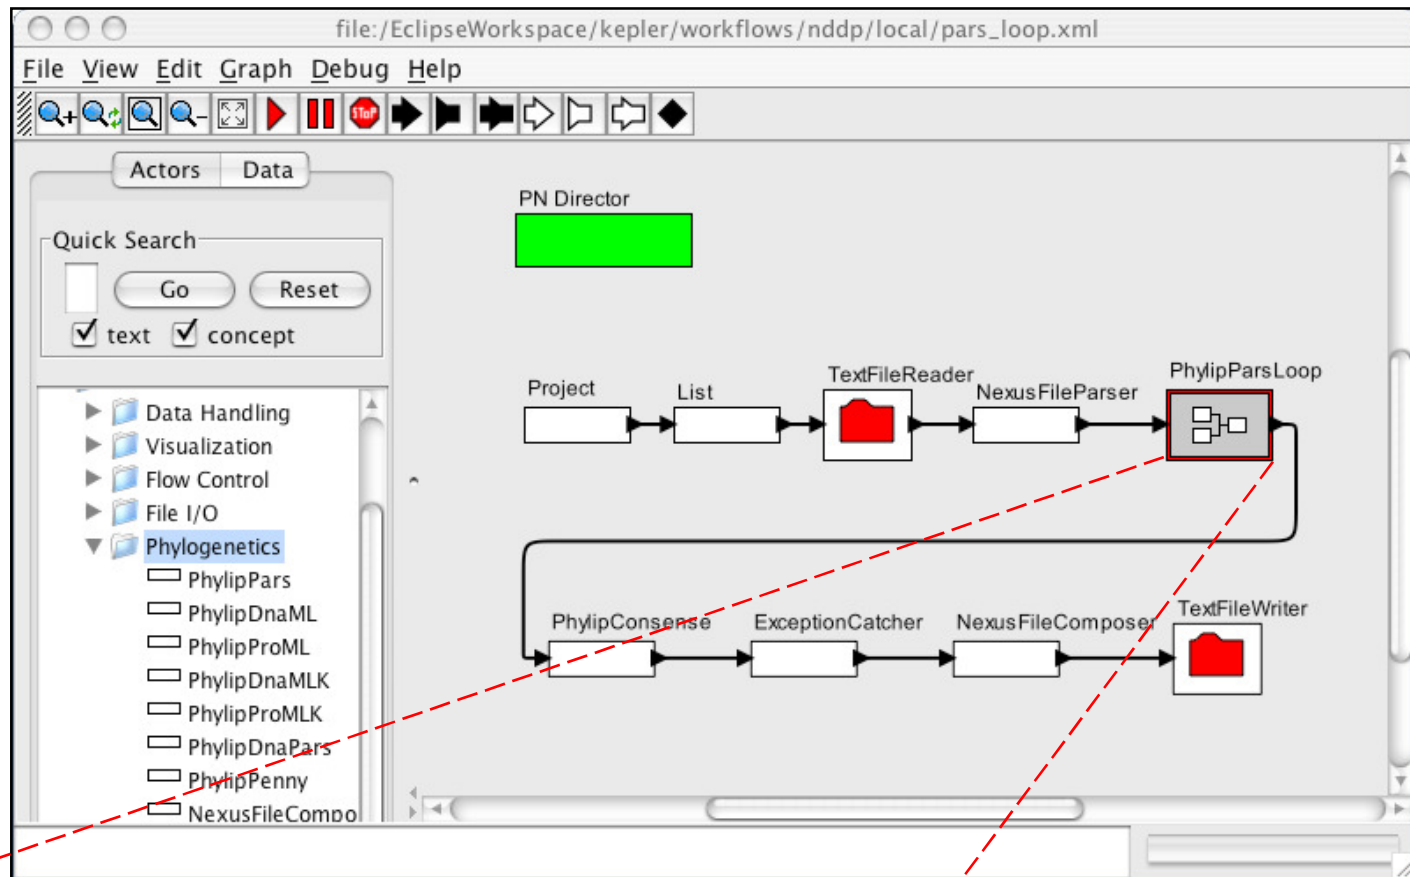 file:/EclipseWorkspace/kepler/workflows/nddp/local/pars_loop.xml
File View Edit Graph Debug Help
STOP
Actors Data
Quick Search
Go Reset
text concept
Data Handling
Visualization
Flow Control
File I/O
Phylogenetics
PhylipPars
PhylipDnaML
PhylipProML
PhylipDnaMLK
PhylipProMLK
PhylipDnaPars
PhylipPenny
NexusFileCompo
PN Director
Project
List
TextFileReader
NexusFileParser
PhylipParsLoop
PhylipConsense
ExceptionCatcher
NexusFileComposer
TextFileWriter